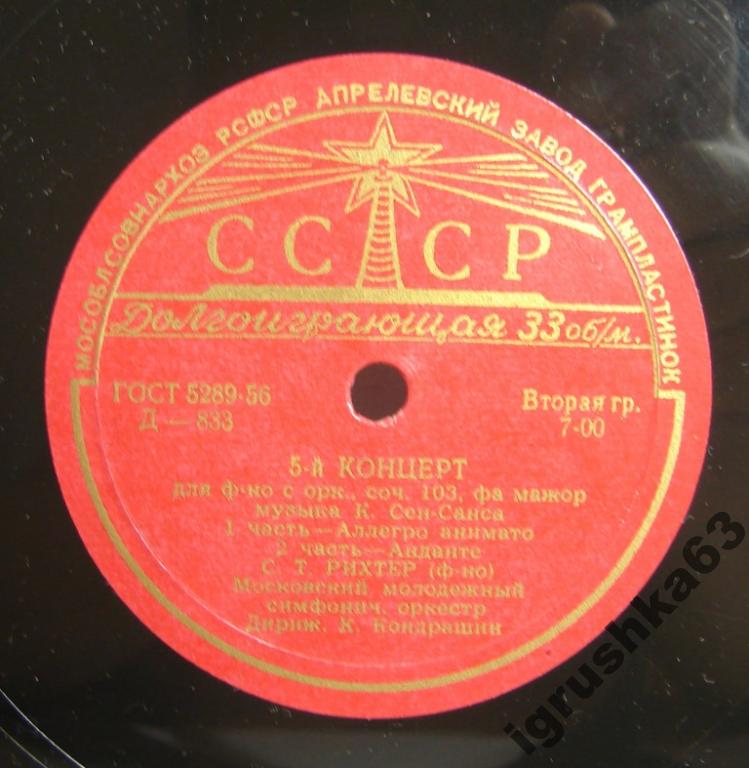 МОСОБЛСОВНАРХОЗ РСФСР АПРЕЛЕВСКИЙ ЗАВОД ГРАМПЛАСТИНОК
СССР
Долгоиграющая 33 об/м.
ГОСТ 5289-56
Д — 833
Вторая гр.
7-00
5-й КОНЦЕРТ
для ф-но с орк., соч. 103, фа мажор
музыка К. Сен-Санса
1 часть—Аллегро анимато
2 часть—Анданте
С. Т. РИХТЕР (ф-но)
Московский молодежный
симфонич. оркестр
Дириж. К. Кондрашин
igrushka63